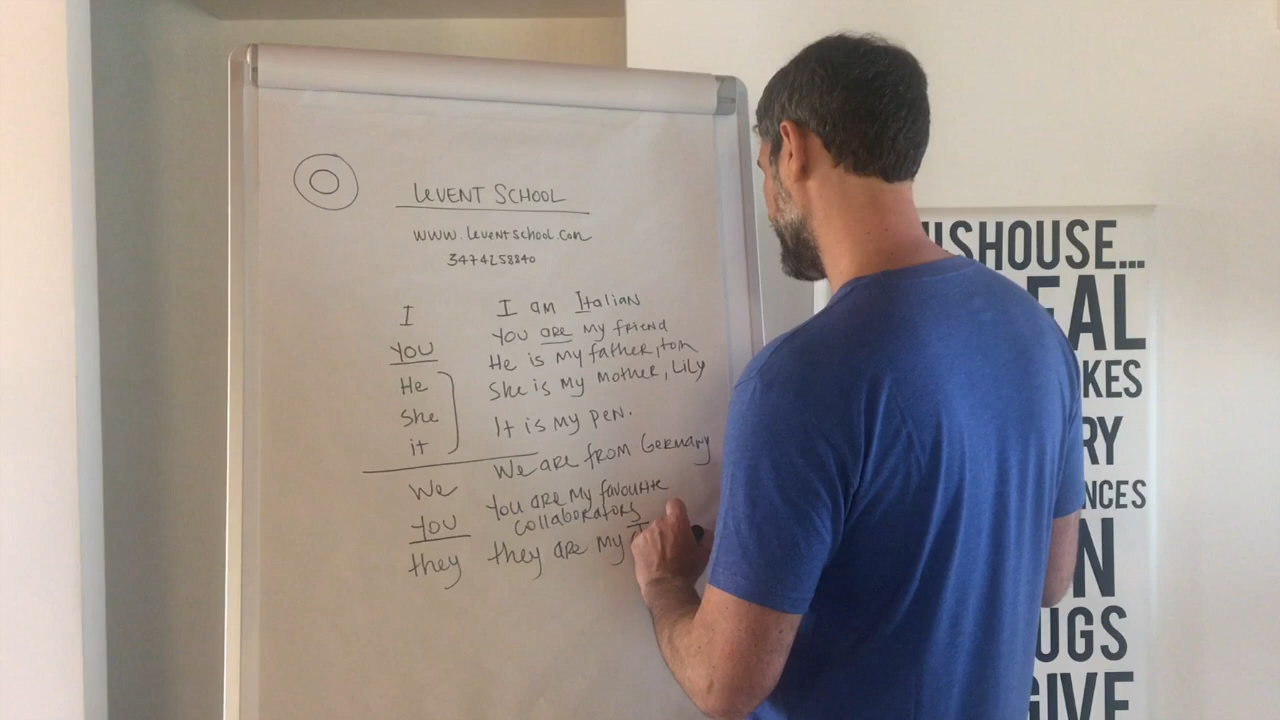 LEVENT SCHOOL
www.leventschool.com
3474258840
I
I am Italian
YOU
You are my friend
He is my father, tom
He
She is my mother, Lily
She
It is my pen.
it
We are from Germany
We
You are my favourite
collaborators
YOU
they
they are my
ISHOUSE...
EAL
KES
RY
NCES
N
UGS
GIVE